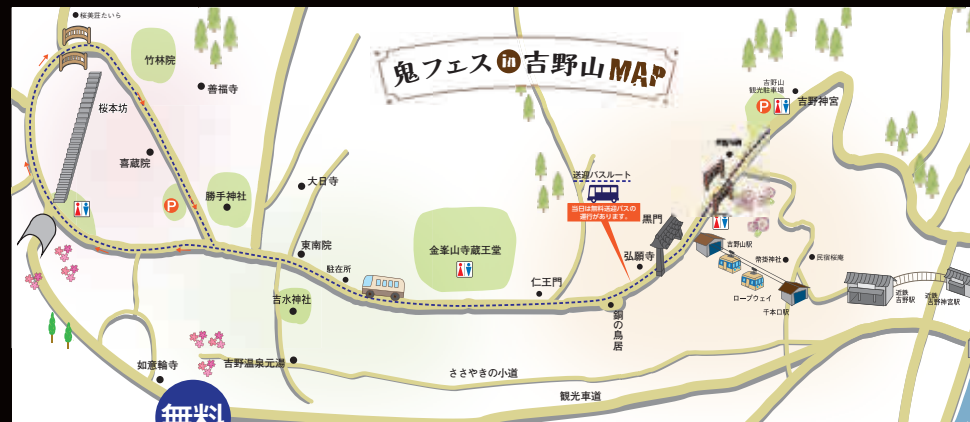 桜美荘たいら
竹林院
善福寺
桜本坊
喜蔵院
勝手神社
P
鬼フェス in 吉野山 MAP
大日寺
東南院
駐在所
吉水神社
金峯山寺蔵王堂
仁王門
送迎バスルート
当日は無料送迎バスの
運行があります。
黒門
弘願寺
銅の鳥居
吉野山
観光駐車場
P
吉野神宮
吉野山駅
ロープウェイ
千本口駅
幣掛神社
民宿桜庵
近鉄
吉野駅
近鉄
吉野神宮駅
如意輪寺
吉野温泉元湯
ささやきの小道
観光車道
無料